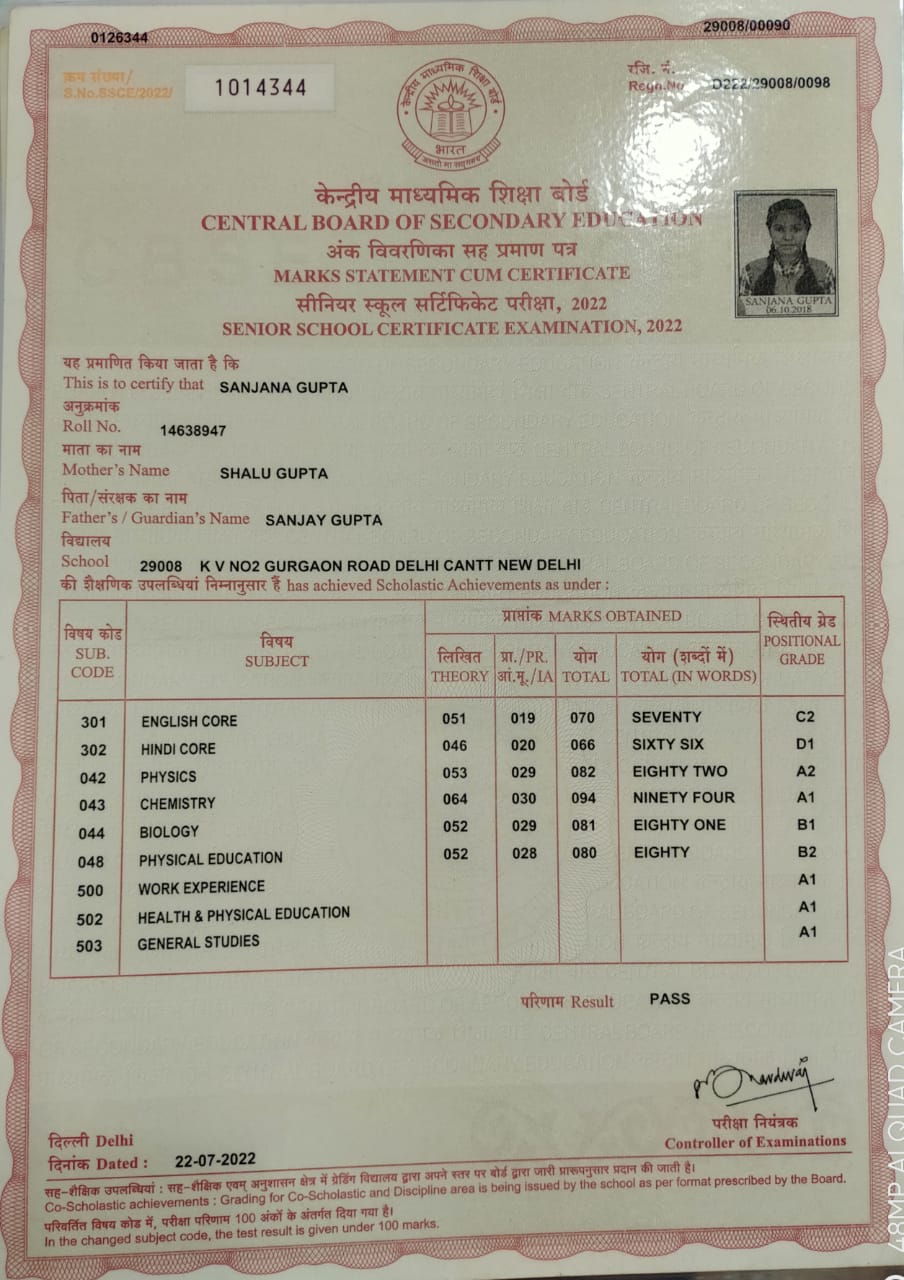 0126344
29008/00090
क्रम संख्या/
S.No.SSCE/2022/
1014344
रजि. नं.
Regn.No. D222/29008/0098
केन्द्रीय माध्यमिक शिक्षा बोर्ड
भारत
असतो मा सद्गमय
केन्द्रीय माध्यमिक शिक्षा बोर्ड
CENTRAL BOARD OF SECONDARY EDUCATION
अंक विवरणिका सह प्रमाण पत्र
MARKS STATEMENT CUM CERTIFICATE
सीनियर स्कूल सर्टिफिकेट परीक्षा, 2022
SENIOR SCHOOL CERTIFICATE EXAMINATION, 2022
SANJANA GUPTA
06.10.2018
यह प्रमाणित किया जाता है कि
This is to certify that SANJANA GUPTA
अनुक्रमांक
Roll No. 14638947
माता का नाम
Mother's Name SHALU GUPTA
पिता/संरक्षक का नाम
Father's / Guardian's Name SANJAY GUPTA
विद्यालय
School 29008 K V NO2 GURGAON ROAD DELHI CANTT NEW DELHI
की शैक्षणिक उपलब्धियां निम्नानुसार हैं has achieved Scholastic Achievements as under :
विषय कोड
SUB.
CODE
विषय
SUBJECT
प्राप्तांक MARKS OBTAINED
लिखित
THEORY
प्रा./PR.
आं.मू./IA
योग
TOTAL
योग (शब्दों में)
TOTAL (IN WORDS)
स्थितीय ग्रेड
POSITIONAL
GRADE
301 ENGLISH CORE 051 019 070 SEVENTY C2
302 HINDI CORE 046 020 066 SIXTY SIX D1
042 PHYSICS 053 029 082 EIGHTY TWO A2
043 CHEMISTRY 064 030 094 NINETY FOUR A1
044 BIOLOGY 052 029 081 EIGHTY ONE B1
048 PHYSICAL EDUCATION 052 028 080 EIGHTY B2
500 WORK EXPERIENCE A1
502 HEALTH & PHYSICAL EDUCATION A1
503 GENERAL STUDIES A1
परिणाम Result PASS
परीक्षा नियंत्रक
Controller of Examinations
दिल्ली Delhi
दिनांक Dated : 22-07-2022
सह-शैक्षिक उपलब्धियां : सह-शैक्षिक एवम् अनुशासन क्षेत्र में ग्रेडिंग विद्यालय द्वारा अपने स्तर पर बोर्ड द्वारा जारी प्रारूपनुसार प्रदान की जाती है।
Co-Scholastic achievements : Grading for Co-Scholastic and Discipline area is being issued by the school as per format prescribed by the Board.
परिवर्तित विषय कोड में, परीक्षा परिणाम 100 अंकों के अंतर्गत दिया गया है।
In the changed subject code, the test result is given under 100 marks.
48MP AI QUAD CAMERA